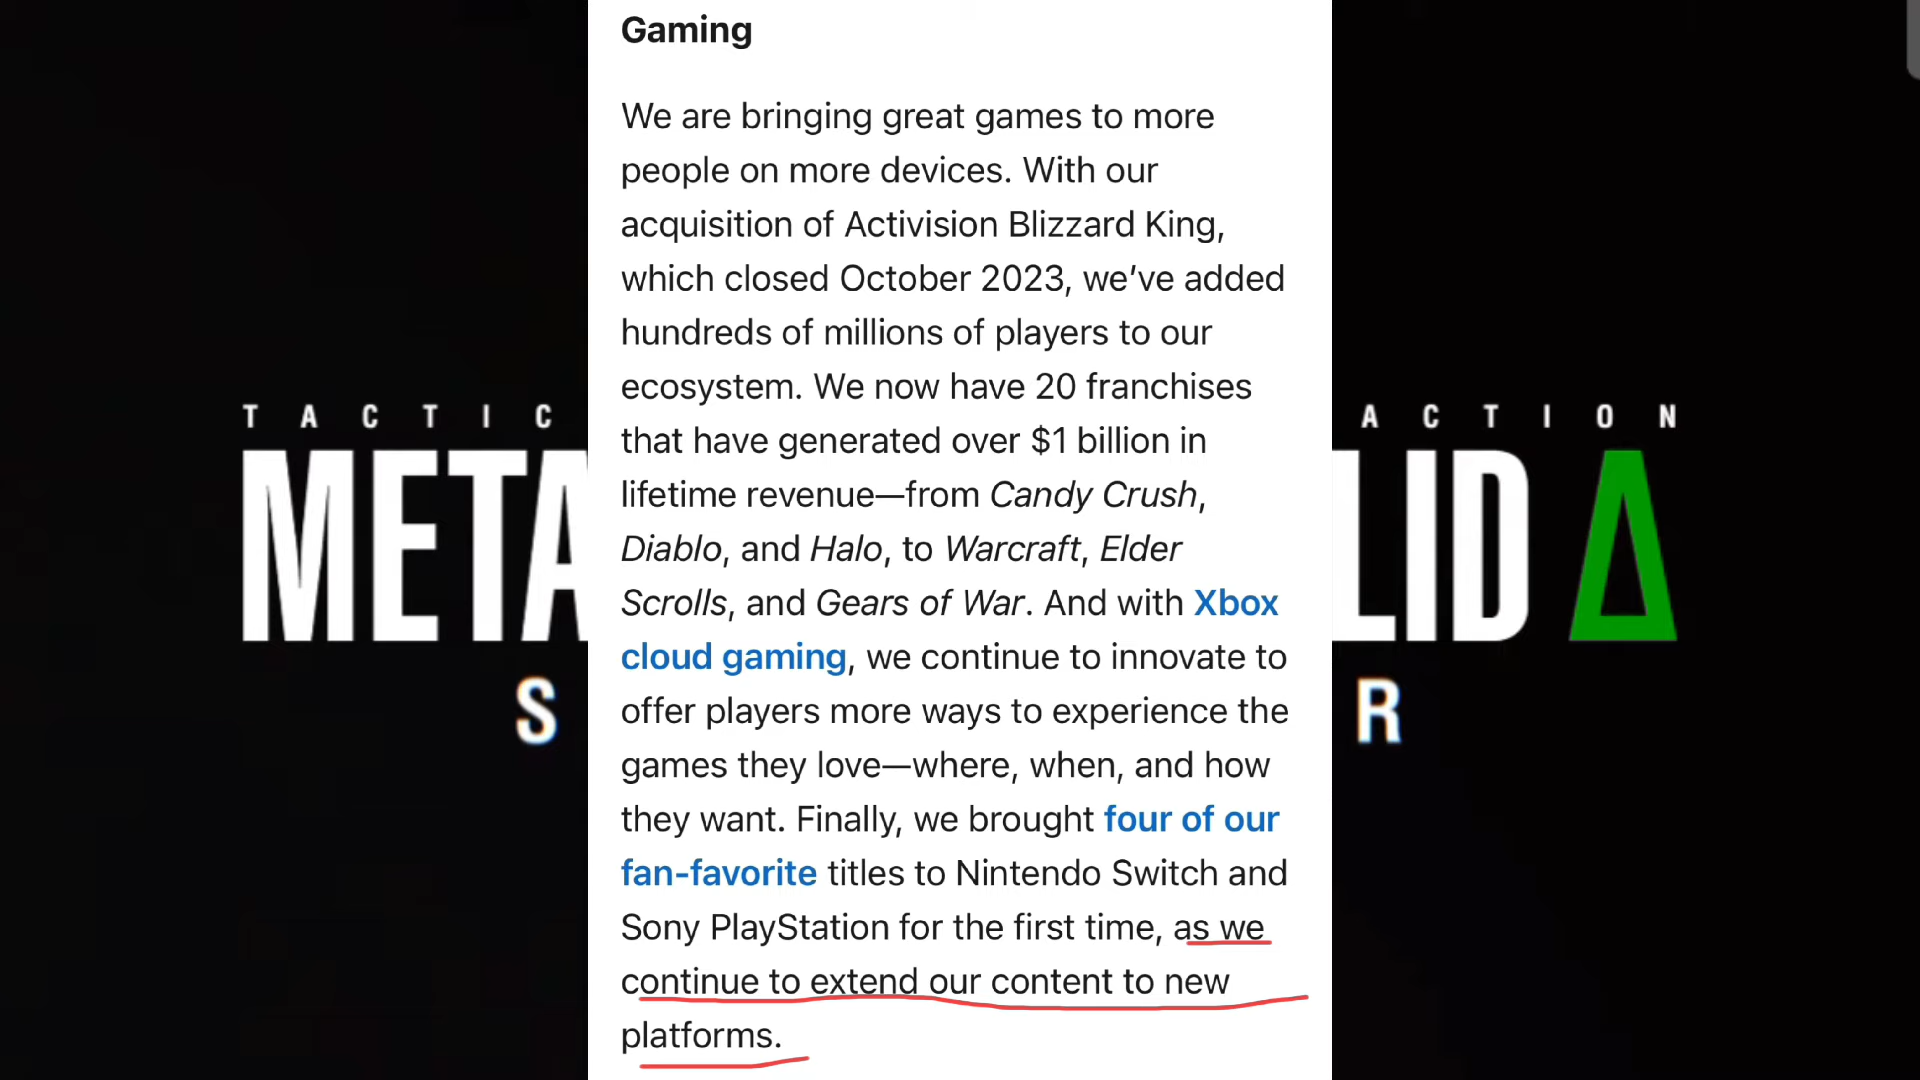 Gaming
We are bringing great games to more
people on more devices. With our
acquisition of Activision Blizzard King,
which closed October 2023, we've added
hundreds of millions of players to our
ecosystem. We now have 20 franchises
that have generated over $1 billion in
lifetime revenue—from Candy Crush,
Diablo, and Halo, to Warcraft, Elder
Scrolls, and Gears of War. And with Xbox
cloud gaming, we continue to innovate to
offer players more ways to experience the
games they love—where, when, and how
they want. Finally, we brought four of our
fan-favorite titles to Nintendo Switch and
Sony PlayStation for the first time, as we
continue to extend our content to new
platforms.
TACTIC ACTION
META LID Δ
S R